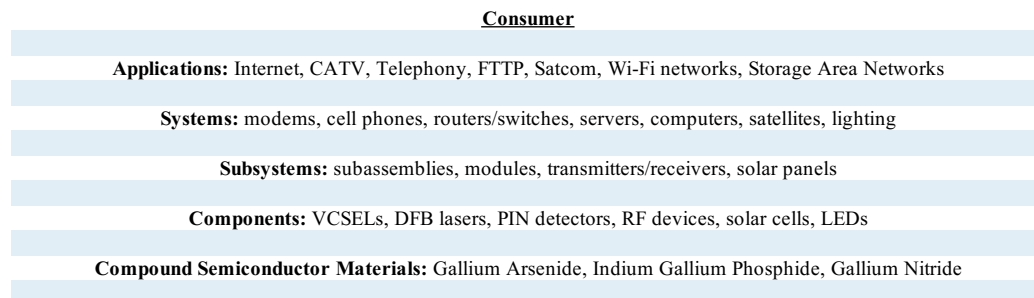 Consumer
Applications: Internet, CATV, Telephony, FTTP, Satcom, Wi-Fi networks, Storage Area Networks
Systems: modems, cell phones, routers/switches, servers, computers, satellites, lighting
Subsystems: subassemblies, modules, transmitters/receivers, solar panels
Components: VCSELs, DFB lasers, PIN detectors, RF devices, solar cells, LEDs
Compound Semiconductor Materials: Gallium Arsenide, Indium Gallium Phosphide, Gallium Nitride